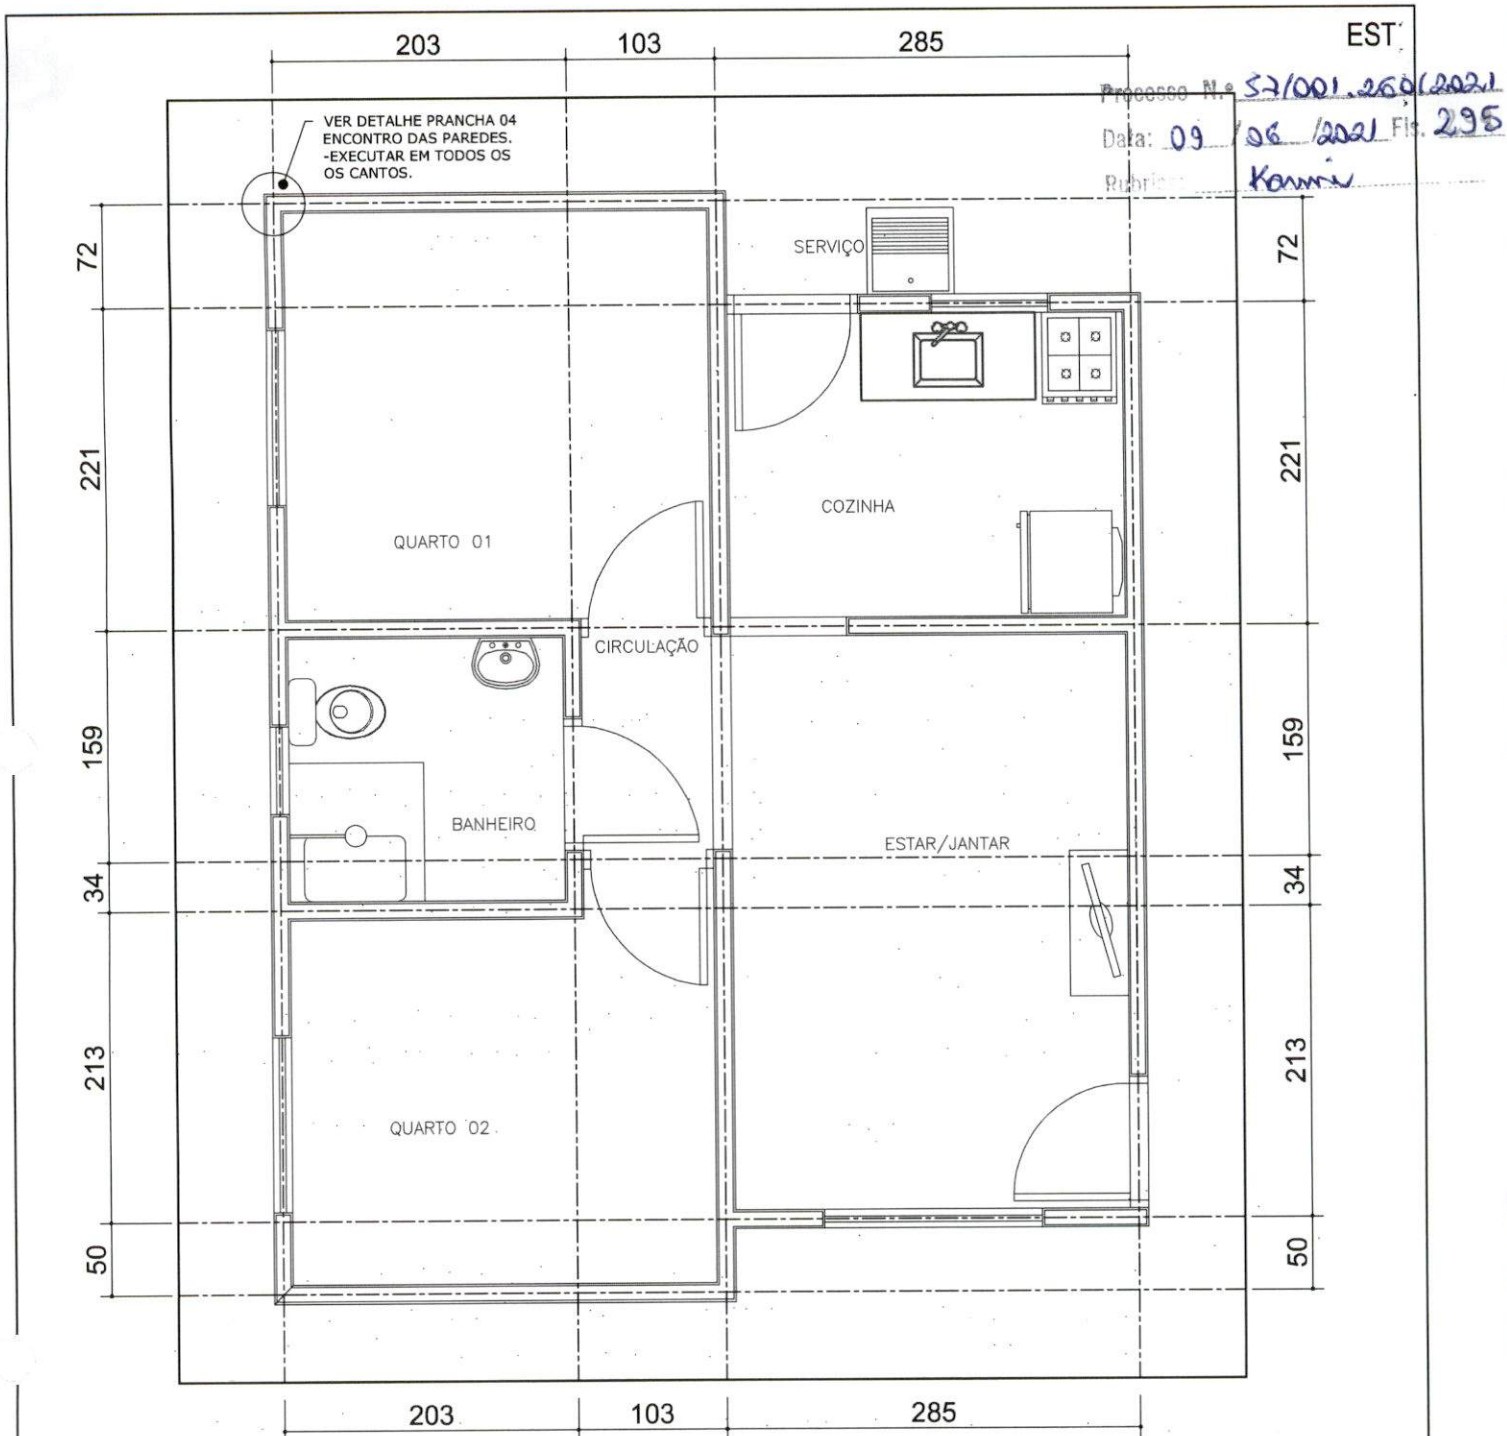 203 103 285
EST
Processo N.º 57/001.260/2021
Data: 09 / 06 / 2021 Fls. 295
Rubrica:
VER DETALHE PRANCHA 04
ENCONTRO DAS PAREDES.
-EXECUTAR EM TODOS OS
OS CANTOS.
72 SERVIÇO 72
221 COZINHA 221
QUARTO 01
CIRCULAÇÃO
159 159
BANHEIRO
ESTAR/JANTAR
34 34
213 213
QUARTO 02
50 50
203 103 285